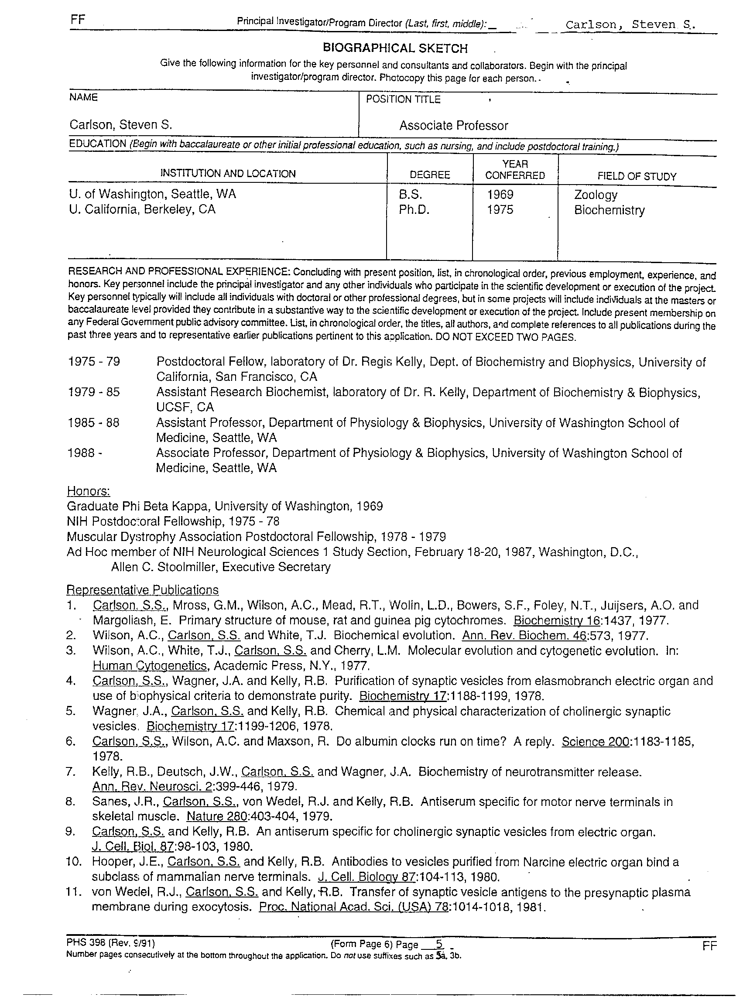 FF
Principal Investigator/Program Director (Last, first, middle): Carlson, Steven S.
BIOGRAPHICAL SKETCH
Give the following information for the key personnel and consultants and collaborators. Begin with the principal
investigator/program director. Photocopy this page for each person.
NAME
POSITION TITLE
Carlson, Steven S.
Associate Professor
EDUCATION (Begin with baccalaureate or other initial professional education, such as nursing, and include postdoctoral training.)
INSTITUTION AND LOCATION
DEGREE
YEAR
CONFERRED
FIELD OF STUDY
U. of Washington, Seattle, WA B.S. 1969 Zoology
U. California, Berkeley, CA Ph.D. 1975 Biochemistry
RESEARCH AND PROFESSIONAL EXPERIENCE: Concluding with present position, list, in chronological order, previous employment, experience, and
honors. Key personnel include the principal investigator and any other individuals who participate in the scientific development or execution of the project.
Key personnel typically will include all individuals with doctoral or other professional degrees, but in some projects will include individuals at the masters or
baccalaureate level provided they contribute in a substantive way to the scientific development or execution of the project. Include present membership on
any Federal Government public advisory committee. List, in chronological order, the titles, all authors, and complete references to all publications during the
past three years and to representative earlier publications pertinent to this application. DO NOT EXCEED TWO PAGES.
1975 - 79 Postdoctoral Fellow, laboratory of Dr. Regis Kelly, Dept. of Biochemistry and Biophysics, University of
California, San Francisco, CA
1979 - 85 Assistant Research Biochemist, laboratory of Dr. R. Kelly, Department of Biochemistry & Biophysics,
UCSF, CA
1985 - 88 Assistant Professor, Department of Physiology & Biophysics, University of Washington School of
Medicine, Seattle, WA
1988 - Associate Professor, Department of Physiology & Biophysics, University of Washington School of
Medicine, Seattle, WA
Honors:
Graduate Phi Beta Kappa, University of Washington, 1969
NIH Postdoctoral Fellowship, 1975 - 78
Muscular Dystrophy Association Postdoctoral Fellowship, 1978 - 1979
Ad Hoc member of NIH Neurological Sciences 1 Study Section, February 18-20, 1987, Washington, D.C.,
Allen C. Stoolmiller, Executive Secretary
Representative Publications
1. Carlson, S.S., Mross, G.M., Wilson, A.C., Mead, R.T., Wolin, L.D., Bowers, S.F., Foley, N.T., Juijsers, A.O. and
Margoliash, E. Primary structure of mouse, rat and guinea pig cytochromes. Biochemistry 16:1437, 1977.
2. Wilson, A.C., Carlson, S.S. and White, T.J. Biochemical evolution. Ann. Rev. Biochem. 46:573, 1977.
3. Wilson, A.C., White, T.J., Carlson, S.S. and Cherry, L.M. Molecular evolution and cytogenetic evolution. In:
Human Cytogenetics, Academic Press, N.Y., 1977.
4. Carlson, S.S., Wagner, J.A. and Kelly, R.B. Purification of synaptic vesicles from elasmobranch electric organ and
use of biophysical criteria to demonstrate purity. Biochemistry 17:1188-1199, 1978.
5. Wagner, J.A., Carlson, S.S. and Kelly, R.B. Chemical and physical characterization of cholinergic synaptic
vesicles. Biochemistry 17:1199-1206, 1978.
6. Carlson, S.S., Wilson, A.C. and Maxson, R. Do albumin clocks run on time? A reply. Science 200:1183-1185,
1978.
7. Kelly, R.B., Deutsch, J.W., Carlson, S.S. and Wagner, J.A. Biochemistry of neurotransmitter release.
Ann. Rev. Neurosci. 2:399-446, 1979.
8. Sanes, J.R., Carlson, S.S., von Wedel, R.J. and Kelly, R.B. Antiserum specific for motor nerve terminals in
skeletal muscle. Nature 280:403-404, 1979.
9. Carlson, S.S. and Kelly, R.B. An antiserum specific for cholinergic synaptic vesicles from electric organ.
J. Cell. Biol. 87:98-103, 1980.
10. Hooper, J.E., Carlson, S.S. and Kelly, R.B. Antibodies to vesicles purified from Narcine electric organ bind a
subclass of mammalian nerve terminals. J. Cell. Biology 87:104-113, 1980.
11. von Wedel, R.J., Carlson, S.S. and Kelly, R.B. Transfer of synaptic vesicle antigens to the presynaptic plasma
membrane during exocytosis. Proc. National Acad. Sci. (USA) 78:1014-1018, 1981.
PHS 398 (Rev. 9/91) (Form Page 6) Page 5 FF
Number pages consecutively at the bottom throughout the application. Do not use suffixes such as 5a, 3b.